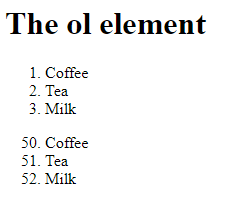 The ol element
1. Coffee
2. Tea
3. Milk
50. Coffee
51. Tea
52. Milk